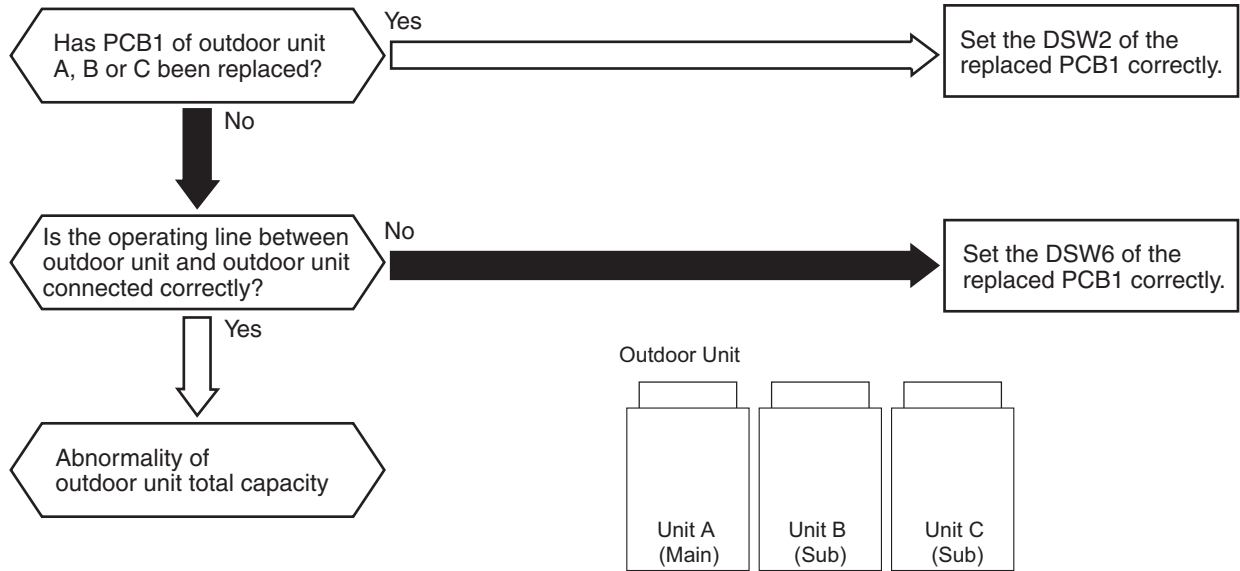 Has PCB1 of outdoor unit
A, B or C been replaced?
Yes
Set the DSW2 of the
replaced PCB1 correctly.
No
Is the operating line between
outdoor unit and outdoor unit
connected correctly?
No
Set the DSW6 of the
replaced PCB1 correctly.
Yes
Abnormality of
outdoor unit total capacity
Outdoor Unit
Unit A
(Main)
Unit B
(Sub)
Unit C
(Sub)